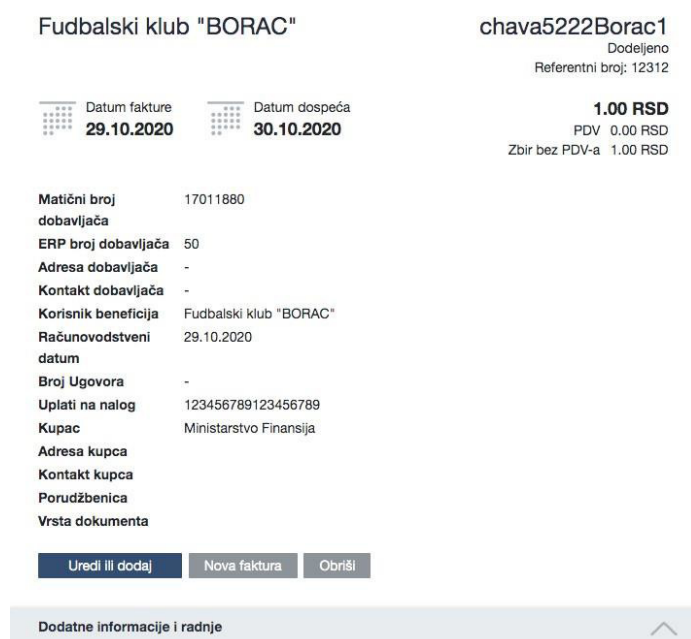 Fudbalski klub "BORAC"
chava5222Borac1
Dodeljeno
Referentni broj: 12312
Datum fakture
29.10.2020
Datum dospeća
30.10.2020
1.00 RSD
PDV 0.00 RSD
Zbir bez PDV-a 1.00 RSD
Matični broj dobavljača 17011880
ERP broj dobavljača 50
Adresa dobavljača -
Kontakt dobavljača -
Korisnik beneficija Fudbalski klub "BORAC"
Računovodstveni datum 29.10.2020
Broj Ugovora -
Uplati na nalog 123456789123456789
Kupac Ministarstvo Finansija
Adresa kupca
Kontakt kupca
Porudžbenica
Vrsta dokumenta
Uredi ili dodaj Nova faktura Obriši
Dodatne informacije i radnje